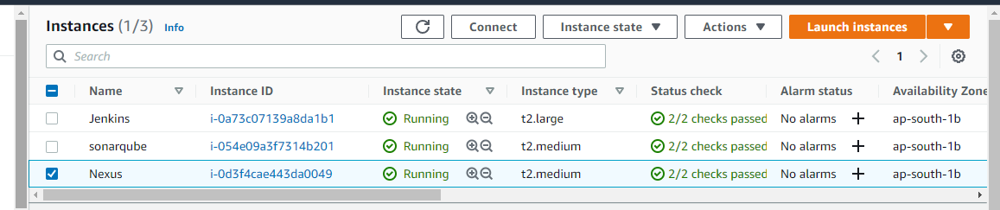 Instances (1/3) Info Connect Instance state Actions Launch instances
Search 1
Name Instance ID Instance state Instance type Status check Alarm status Availability Zone
Jenkins i-0a73c07139a8da1b1 Running t2.large 2/2 checks passed No alarms ap-south-1b
sonarqube i-054e09a3f7314b201 Running t2.medium 2/2 checks passed No alarms ap-south-1b
Nexus i-0d3f4cae443da0049 Running t2.medium 2/2 checks passed No alarms ap-south-1b